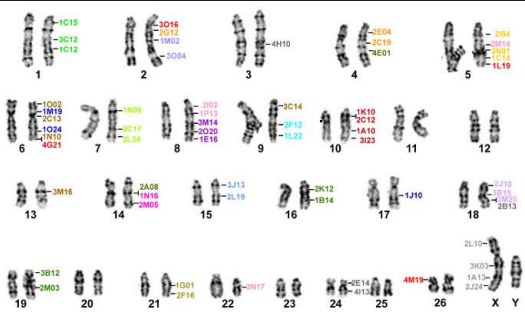 1C15
3C12
1C12
1
3O16
2G12
1M02
3O04
2
4H10
3
2E04
2C19
4E01
4
2I04
2M14
3N01
1C14
1L19
5
1O02
1M19
2C13
1O24
1N10
4G21
6
1N09
2C17
2L24
7
2I02
1P13
3M14
2O20
1E16
8
3C14
2F12
1L22
9
1K10
2C12
1A10
3I23
10
11
12
3M16
13
2A08
1N16
2M05
14
3J13
2L19
15
2K12
1B14
16
1J10
17
2J10
3B15
3M20
2B13
18
3B12
2M03
19
20
1G01
2F16
21
3N17
22
23
2E14
4I13
24
25
4M19
26
2L10
3K03
1A13
2J24
X
Y